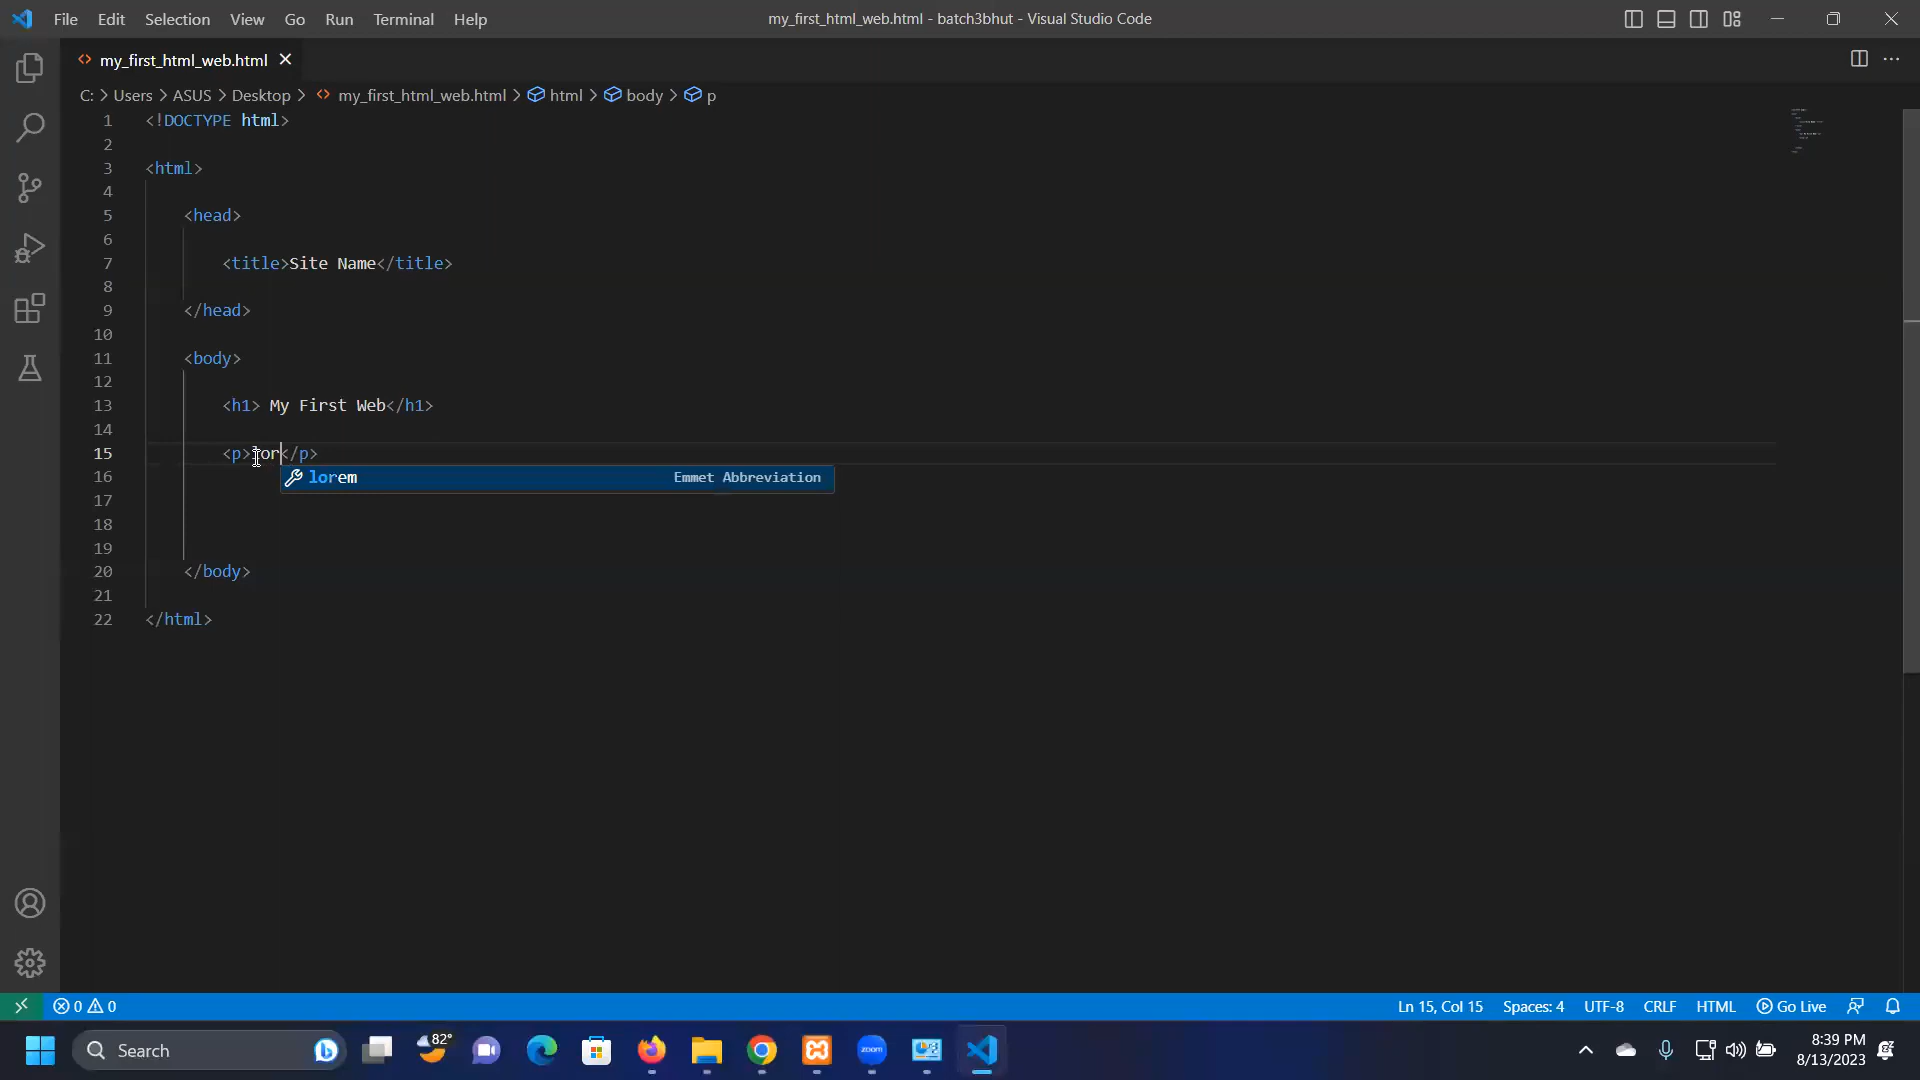 File Edit Selection View Go Run Terminal Help my_first_html_web.html - batch3bhut - Visual Studio Code
my_first_html_web.html
C: > Users > ASUS > Desktop > my_first_html_web.html > html > body > p
1 <!DOCTYPE html>
2
3 <html>
4
5 <head>
6
7 <title>Site Name</title>
8
9 </head>
10
11 <body>
12
13 <h1> My First Web</h1>
14
15 <p>lor</p>
16 lorem Emmet Abbreviation
17
18
19
20 </body>
21
22 </html>
0 0 Ln 15, Col 15 Spaces: 4 UTF-8 CRLF HTML Go Live
Search 82° zoom 8:39 PM
8/13/2023